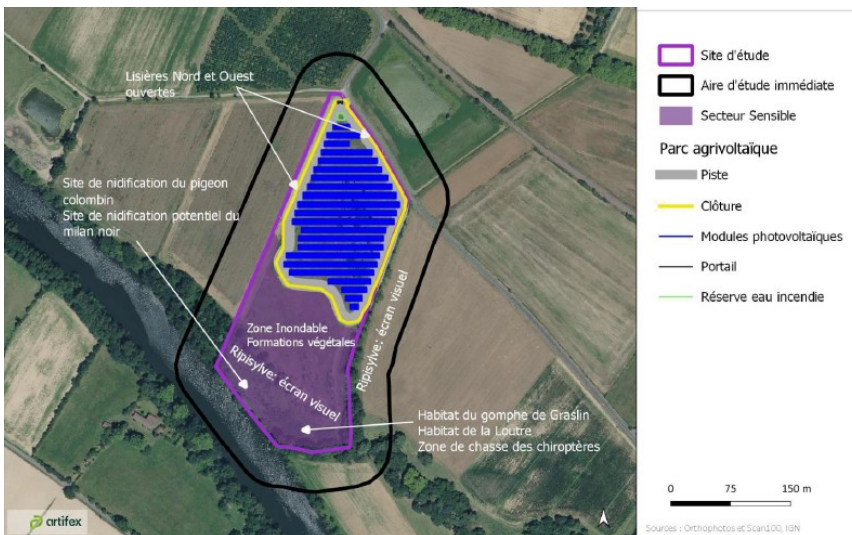 Lisières Nord et Ouest
ouvertes
Site de nidification du pigeon
colombin
Site de nidification potentiel du
milan noir
Zone Inondable
Formations végétales
Ripisylve: écran visuel
Ripisylve: écran visuel
Habitat du gomphe de Graslin
Habitat de la Loutre
Zone de chasse des chiroptères
artifex
Site d'étude
Aire d'étude immédiate
Secteur Sensible
Parc agrivoltaïque
Piste
Clôture
Modules photovoltaïques
Portail
Réserve eau incendie
0 75 150 m
Sources : Orthophotos et Scan100, IGN